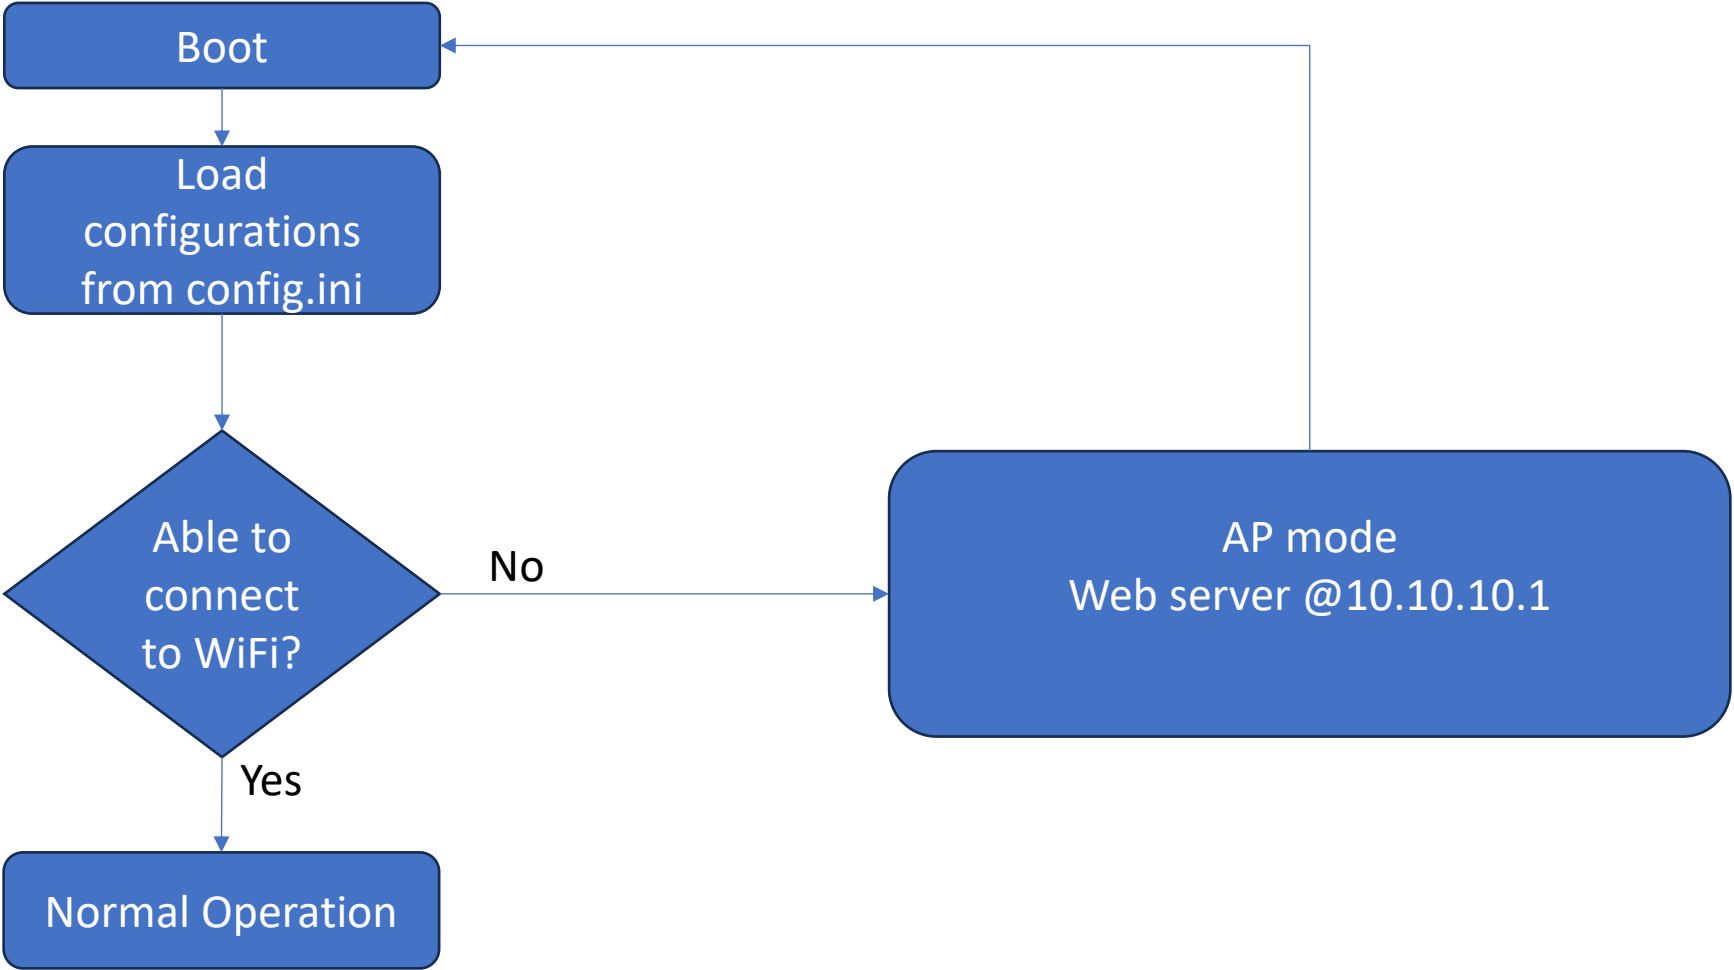 Boot
Load
configurations
from config.ini
Able to
connect
to WiFi?
No
AP mode
Web server @10.10.10.1
Yes
Normal Operation